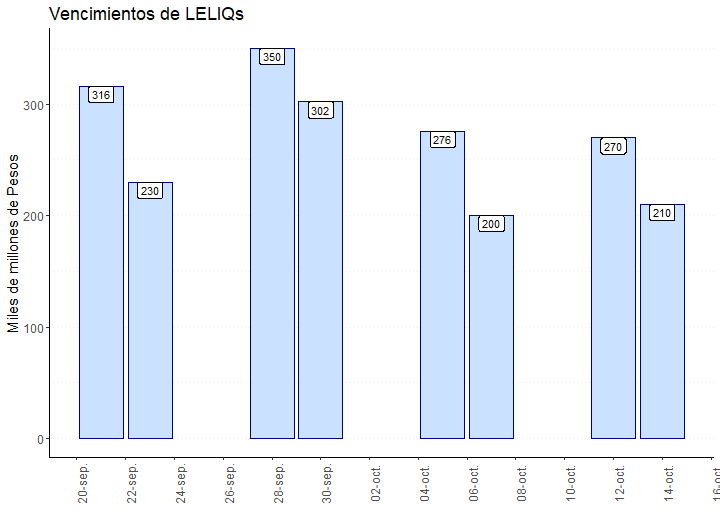 Vencimientos de LELIQs
Miles de millones de Pesos
300
200
100
0
316
230
350
302
276
200
270
210
20-sep.
22-sep.
24-sep.
26-sep.
28-sep.
30-sep.
02-oct.
04-oct.
06-oct.
08-oct.
10-oct.
12-oct.
14-oct.
16-oct.